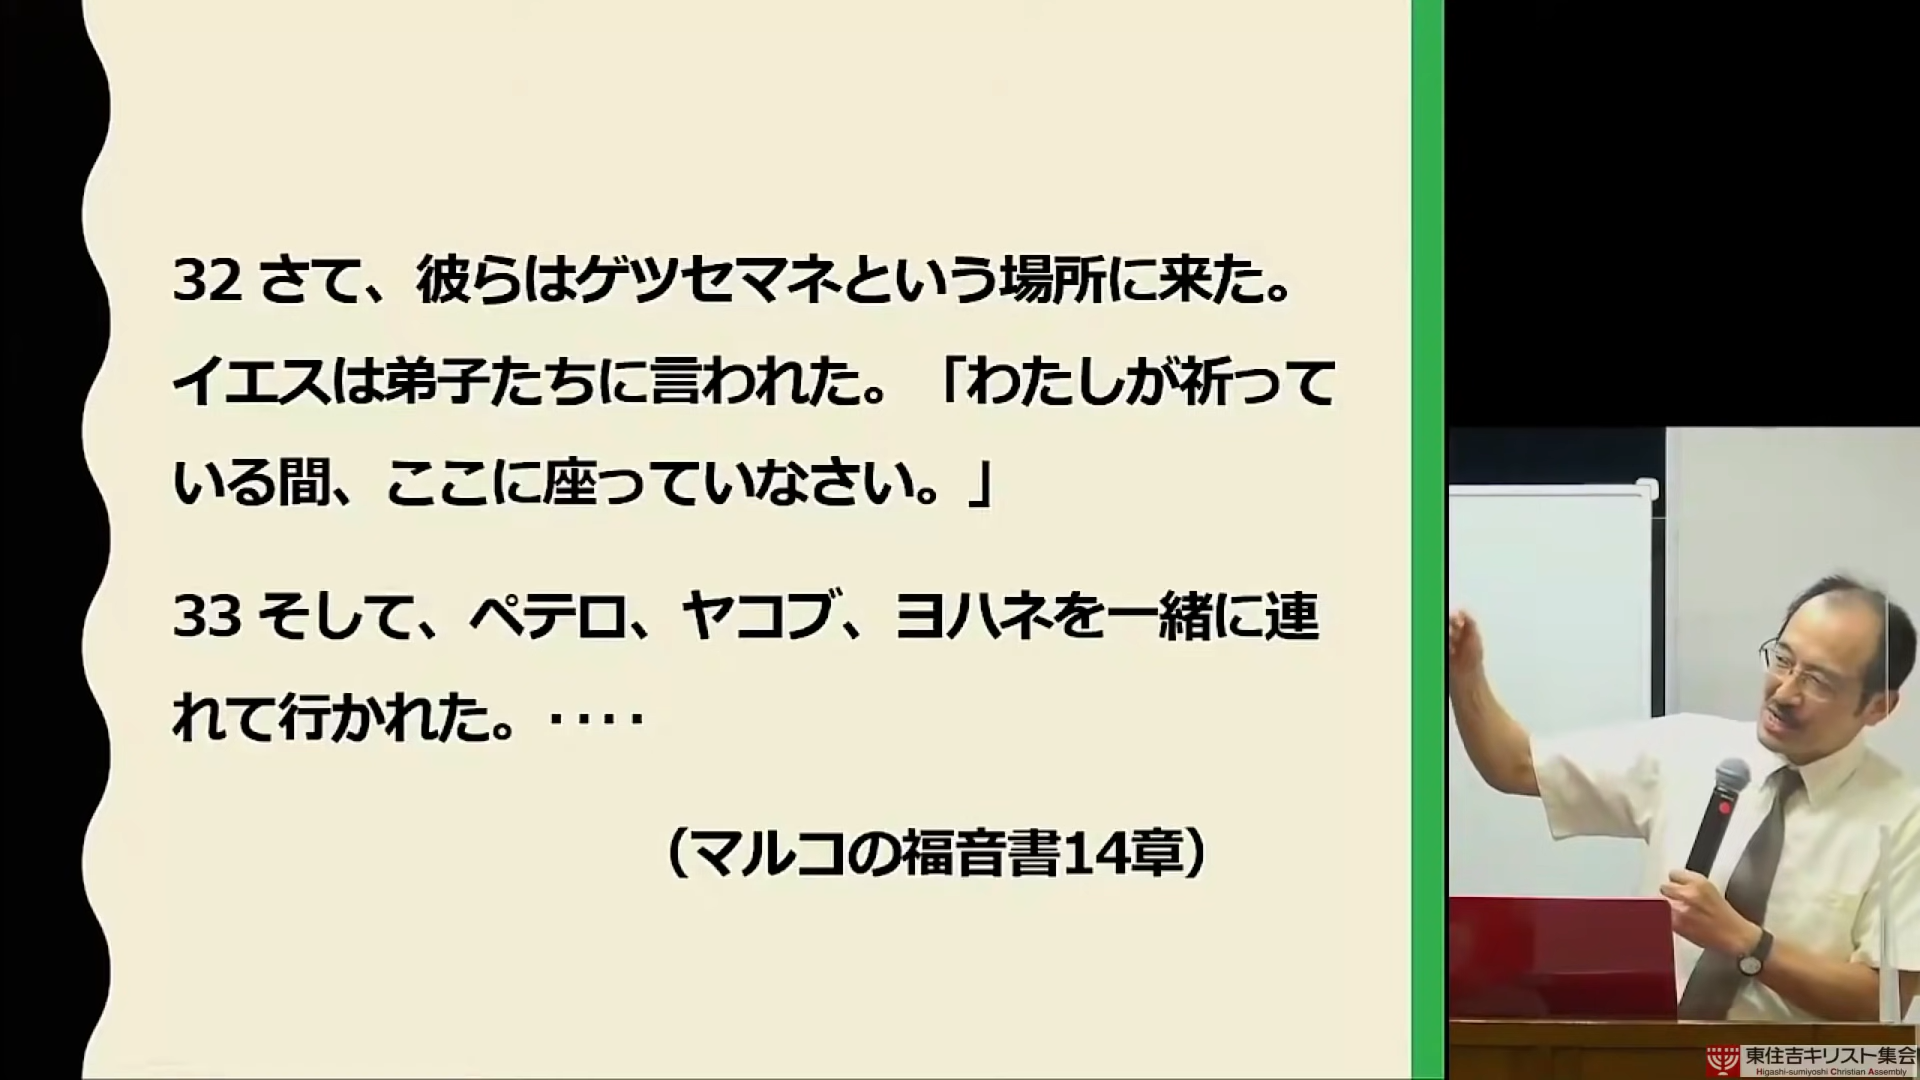 32 さて、彼らはゲツセマネという場所に来た。
イエスは弟子たちに言われた。「わたしが祈って
いる間、ここに座っていなさい。」
33 そして、ペテロ、ヤコブ、ヨハネを一緒に連
れて行かれた。････
（マルコの福音書14章）
東住吉キリスト集会
Higashi-sumiyoshi Christian Assembly